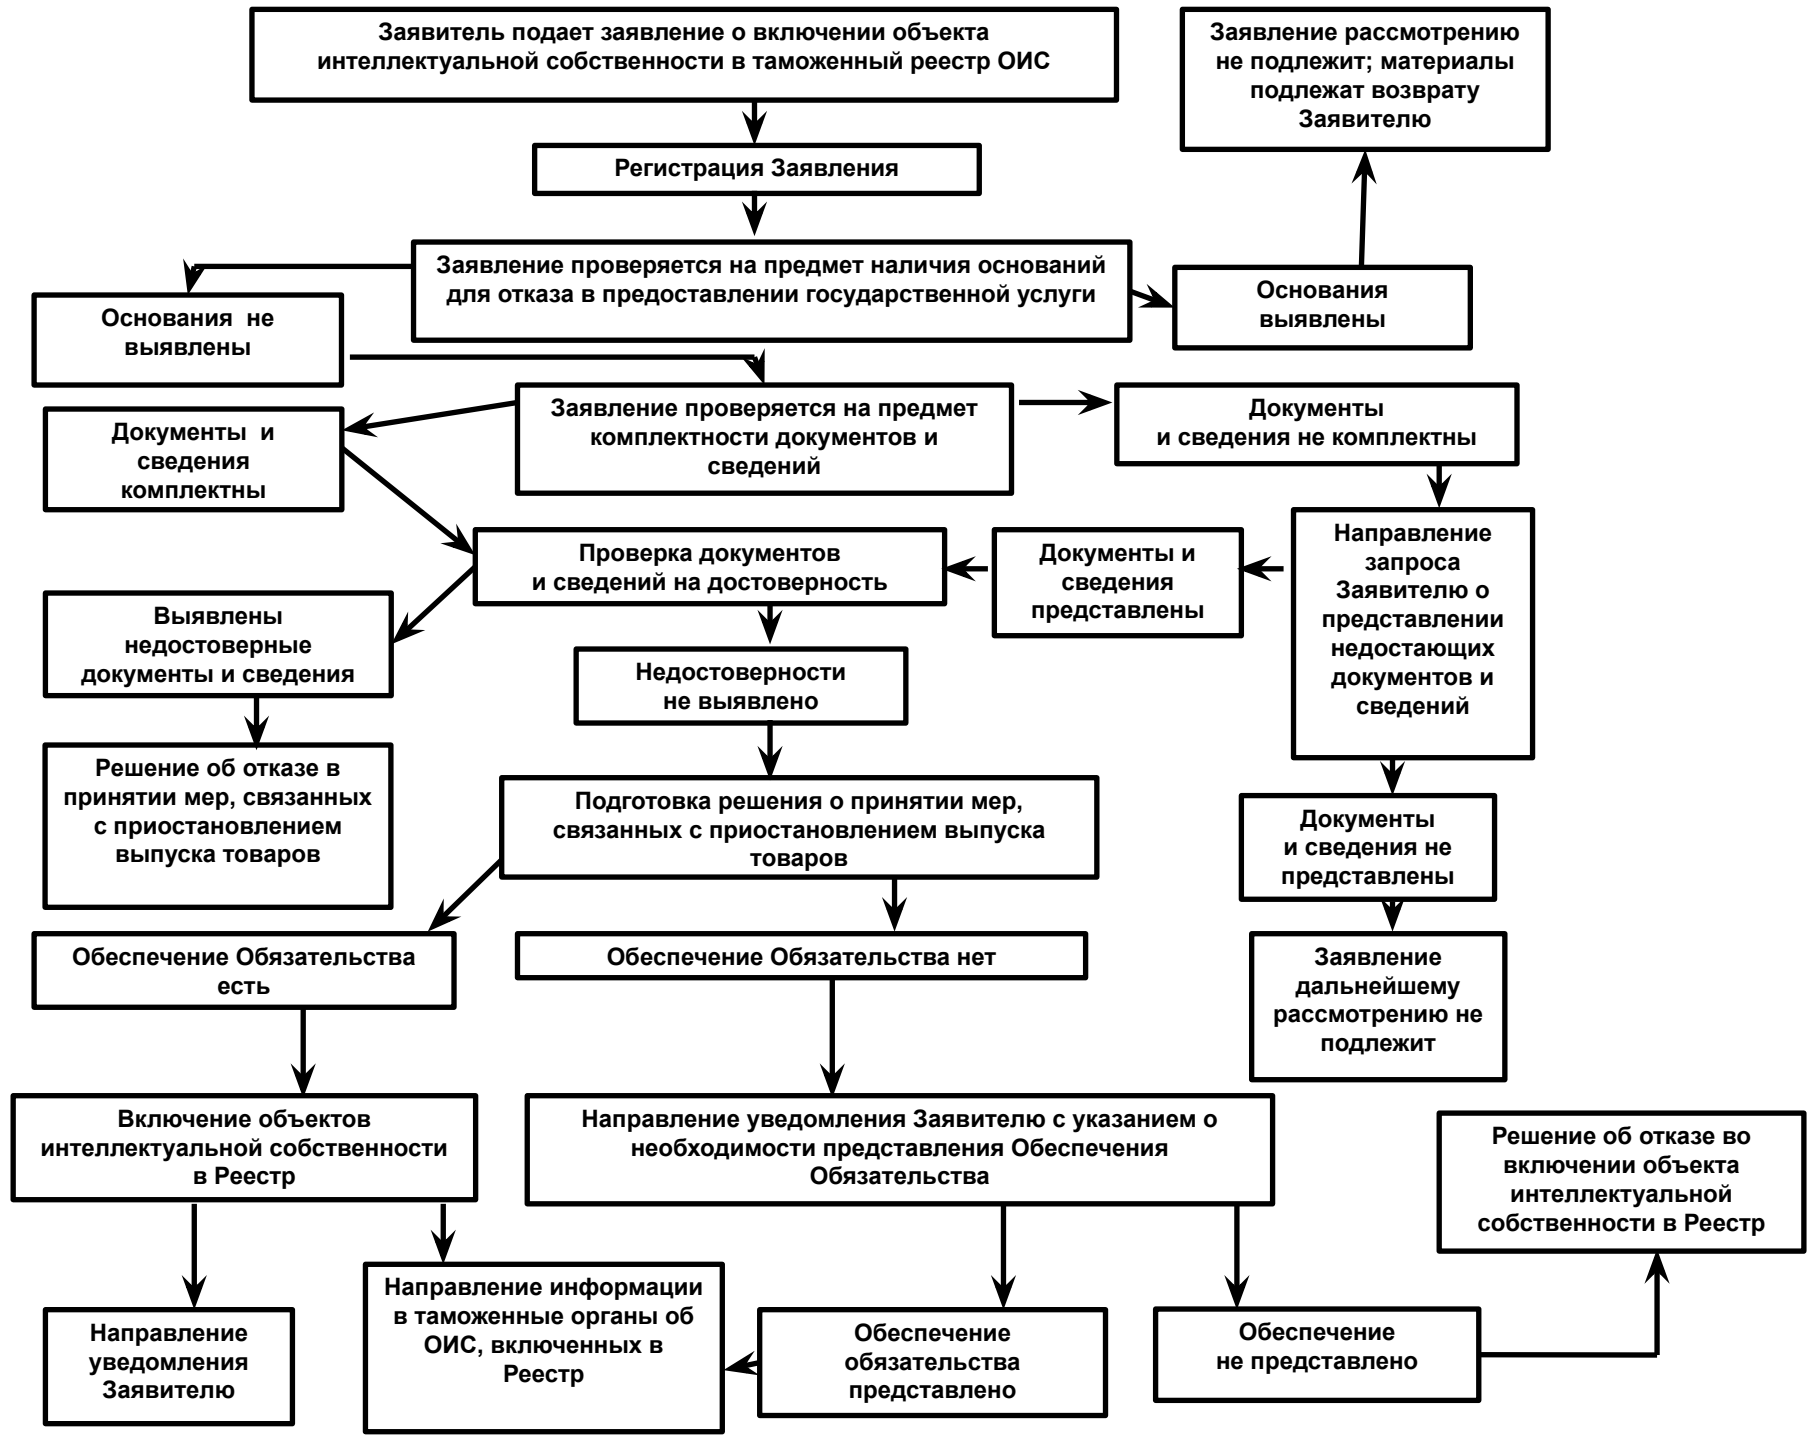 Заявитель подает заявление о включении объекта
интеллектуальной собственности в таможенный реестр ОИС
Заявление рассмотрению
не подлежит; материалы
подлежат возврату
Заявителю
Регистрация Заявления
Заявление проверяется на предмет наличия оснований
для отказа в предоставлении государственной услуги
Основания
выявлены
Основания не
выявлены
Заявление проверяется на предмет
комплектности документов и
сведений
Документы
и сведения не комплектны
Документы и
сведения
комплектны
Проверка документов
и сведений на достоверность
Документы и
сведения
представлены
Направление
запроса
Заявителю о
представлении
недостающих
документов и
сведений
Выявлены
недостоверные
документы и сведения
Недостоверности
не выявлено
Решение об отказе в
принятии мер, связанных
с приостановлением
выпуска товаров
Подготовка решения о принятии мер,
связанных с приостановлением выпуска
товаров
Документы
и сведения не
представлены
Обеспечение Обязательства
есть
Обеспечение Обязательства нет
Заявление
дальнейшему
рассмотрению не
подлежит
Включение объектов
интеллектуальной собственности
в Реестр
Направление уведомления Заявителю с указанием о
необходимости представления Обеспечения
Обязательства
Решение об отказе во
включении объекта
интеллектуальной
собственности в Реестр
Направление
уведомления
Заявителю
Направление информации
в таможенные органы об
ОИС, включенных в
Реестр
Обеспечение
обязательства
представлено
Обеспечение
не представлено